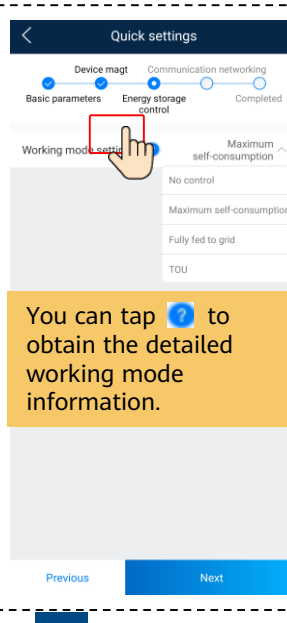 Quick settings
Device magt Communication networking
Basic parameters Energy storage control Completed
Working mode settin
Maximum
self-consumption
No control
Maximum self-consumption
Fully fed to grid
TOU
You can tap ? to
obtain the detailed
working mode
information.
Previous Next